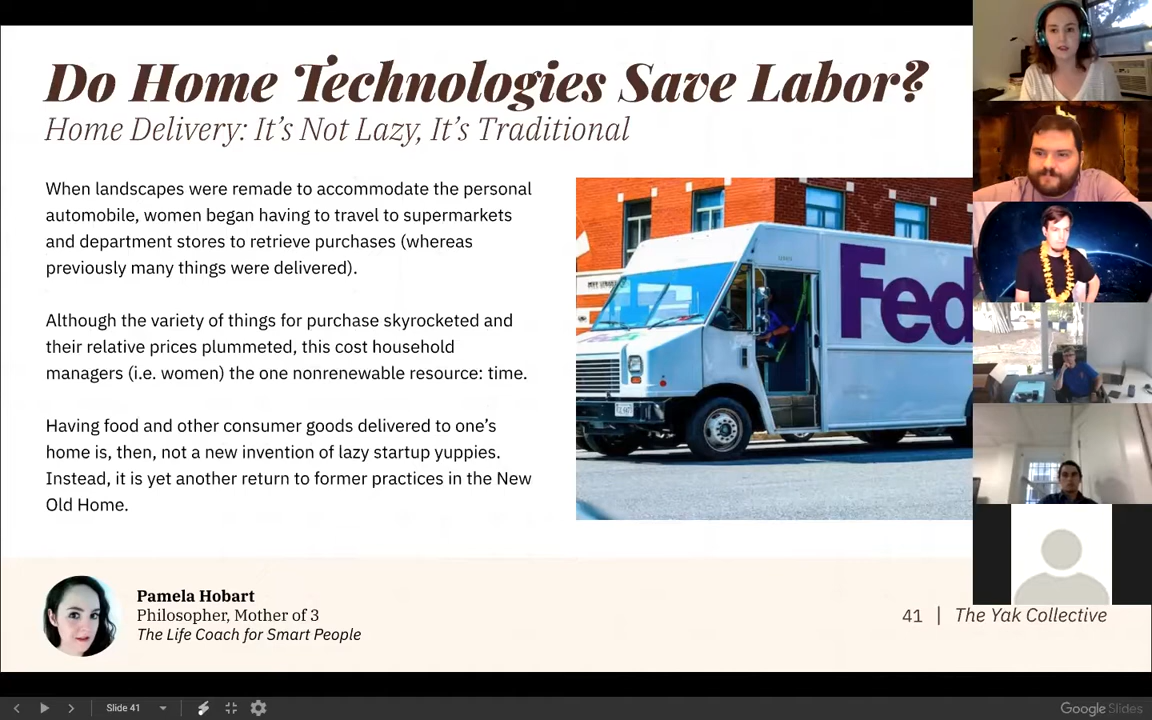 Do Home Technologies Save Labor?
Home Delivery: It's Not Lazy, It's Traditional
When landscapes were remade to accommodate the personal
automobile, women began having to travel to supermarkets
and department stores to retrieve purchases (whereas
previously many things were delivered).
Although the variety of things for purchase skyrocketed and
their relative prices plummeted, this cost household
managers (i.e. women) the one nonrenewable resource: time.
Having food and other consumer goods delivered to one's
home is, then, not a new invention of lazy startup yuppies.
Instead, it is yet another return to former practices in the New
Old Home.
Fed
Pamela Hobart
Philosopher, Mother of 3
The Life Coach for Smart People
41 | The Yak Collective
Slide 41
Google Slides